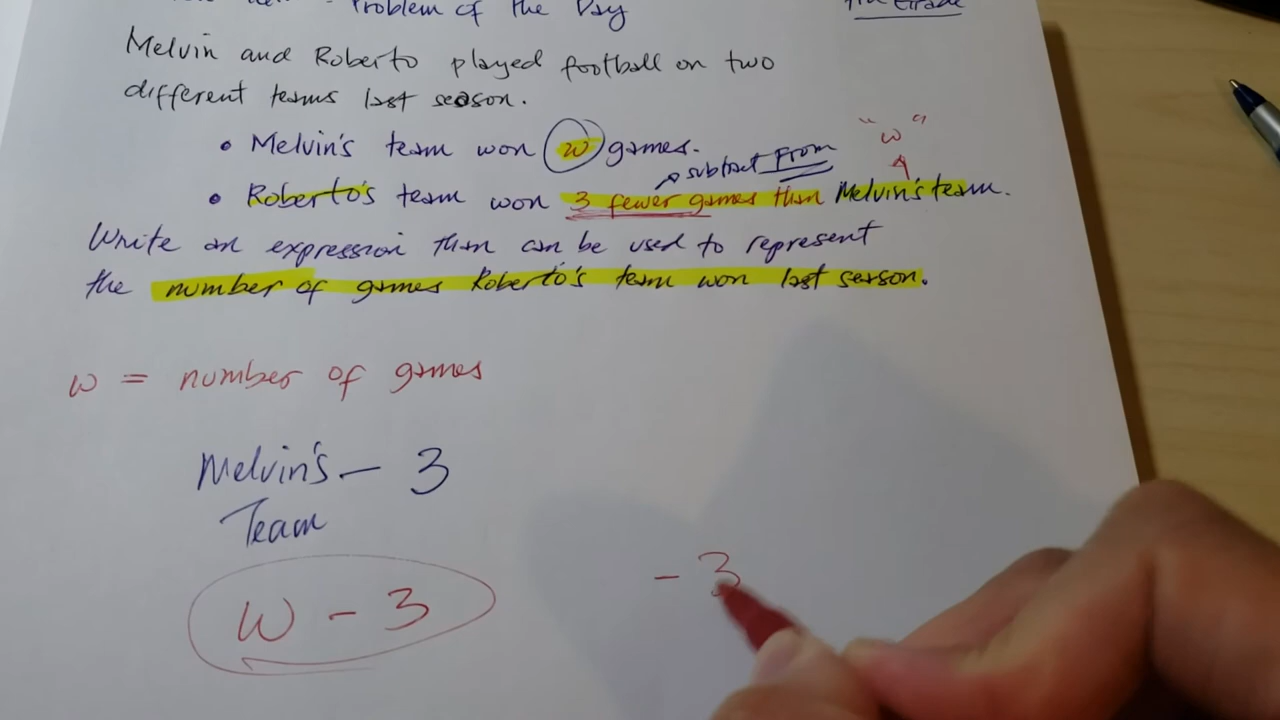 Problem of the Day
Melvin and Roberto played football on two
different teams last season.
• Melvin's team won w games.
subtract From
"w"
• Roberto's team won 3 fewer games than Melvin's team.
Write an expression than can be used to represent
the number of games Roberto's team won last season.
w = number of games
Melvin's - 3
Team
w - 3
- 3